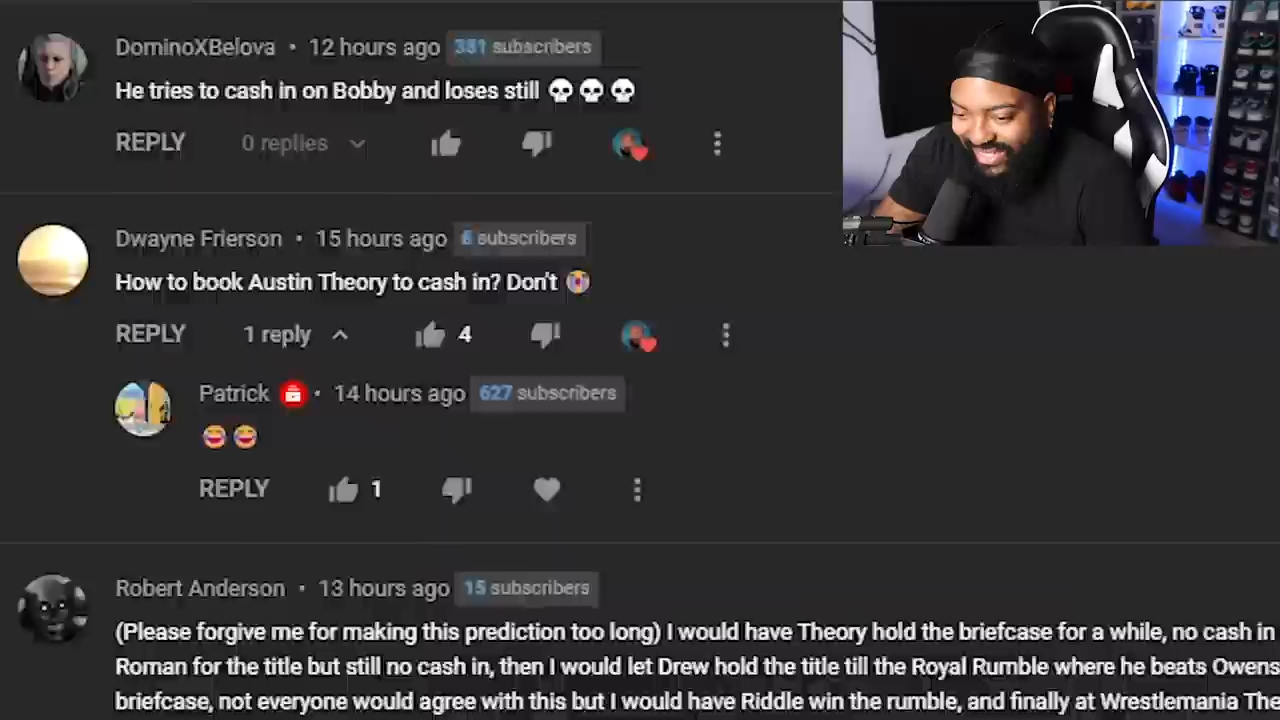 DominoXBelova • 12 hours ago 381 subscribers
He tries to cash in on Bobby and loses still 💀💀💀
REPLY 0 replies
Dwayne Frierson • 15 hours ago 6 subscribers
How to book Austin Theory to cash in? Don't 😭
REPLY 1 reply 4
Patrick • 14 hours ago 627 subscribers
😂😂
REPLY 1
Robert Anderson • 13 hours ago 15 subscribers
(Please forgive me for making this prediction too long) I would have Theory hold the briefcase for a while, no cash in
Roman for the title but still no cash in, then I would let Drew hold the title till the Royal Rumble where he beats Owens
briefcase, not everyone would agree with this but I would have Riddle win the rumble, and finally at Wrestlemania The